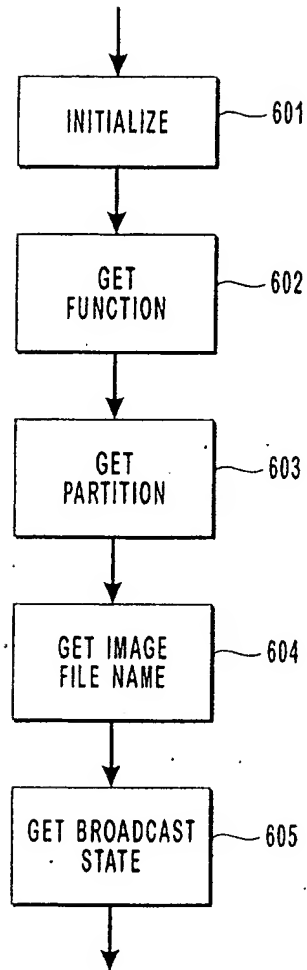 INITIALIZE
601
GET
FUNCTION
602
GET
PARTITION
603
GET IMAGE
FILE NAME
604
GET BROADCAST
STATE
605